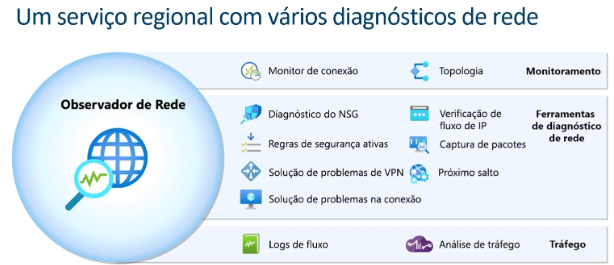 Um serviço regional com vários diagnósticos de rede
Observador de Rede
Monitor de conexão
Topologia
Monitoramento
Diagnóstico do NSG
Verificação de
fluxo de IP
Ferramentas
de diagnóstico
de rede
Regras de segurança ativas
Captura de pacotes
Solução de problemas de VPN
Próximo salto
Solução de problemas na conexão
Logs de fluxo
Análise de tráfego
Tráfego